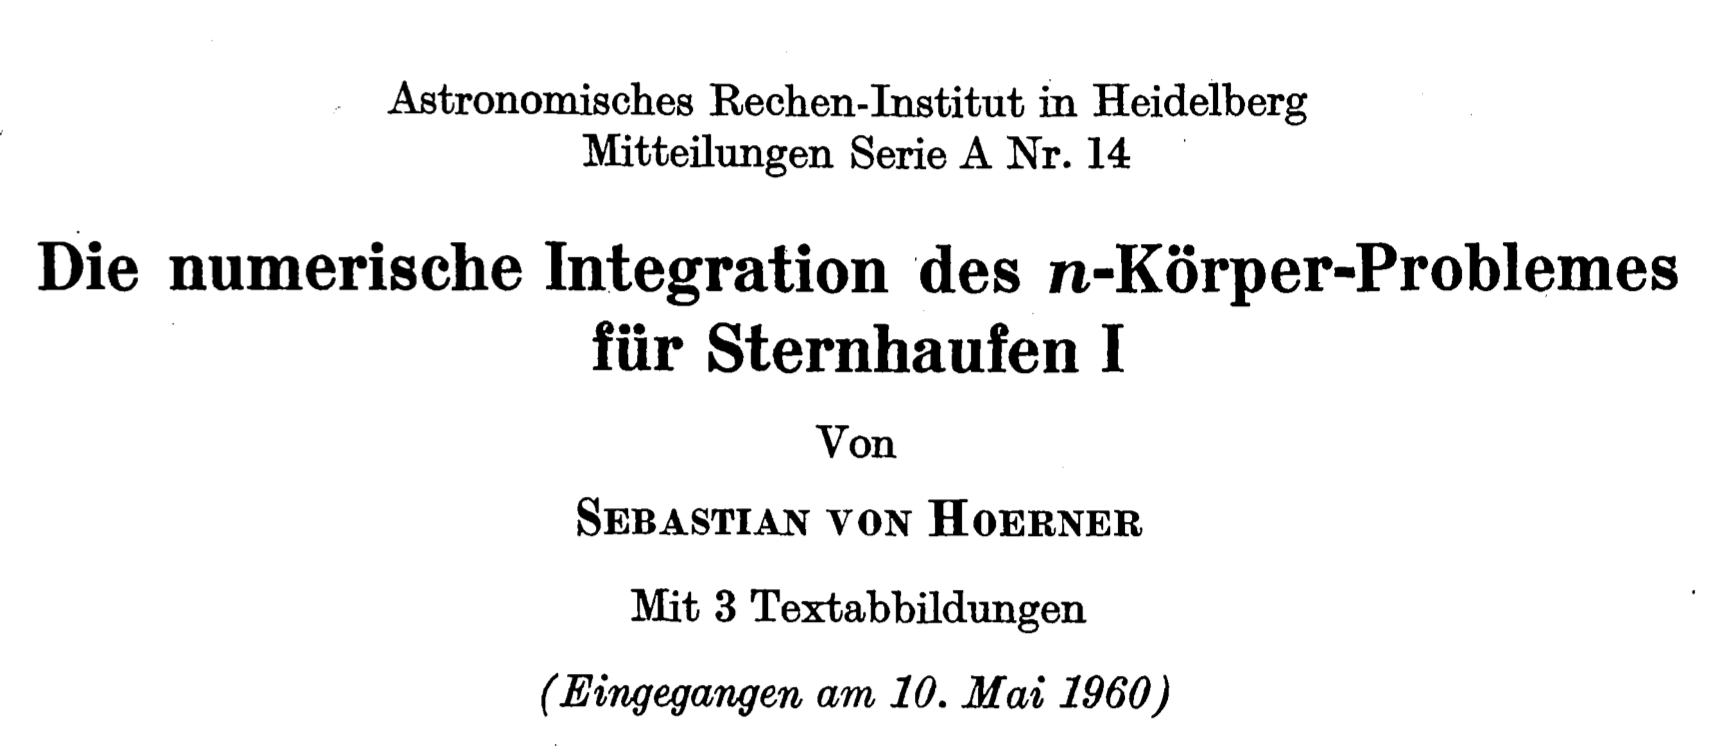 Astronomisches Rechen-Institut in Heidelberg
Mitteilungen Serie A Nr. 14
Die numerische Integration des n-Körper-Problemes
für Sternhaufen I
Von
SEBASTIAN VON HOERNER
Mit 3 Textabbildungen
(Eingegangen am 10. Mai 1960)